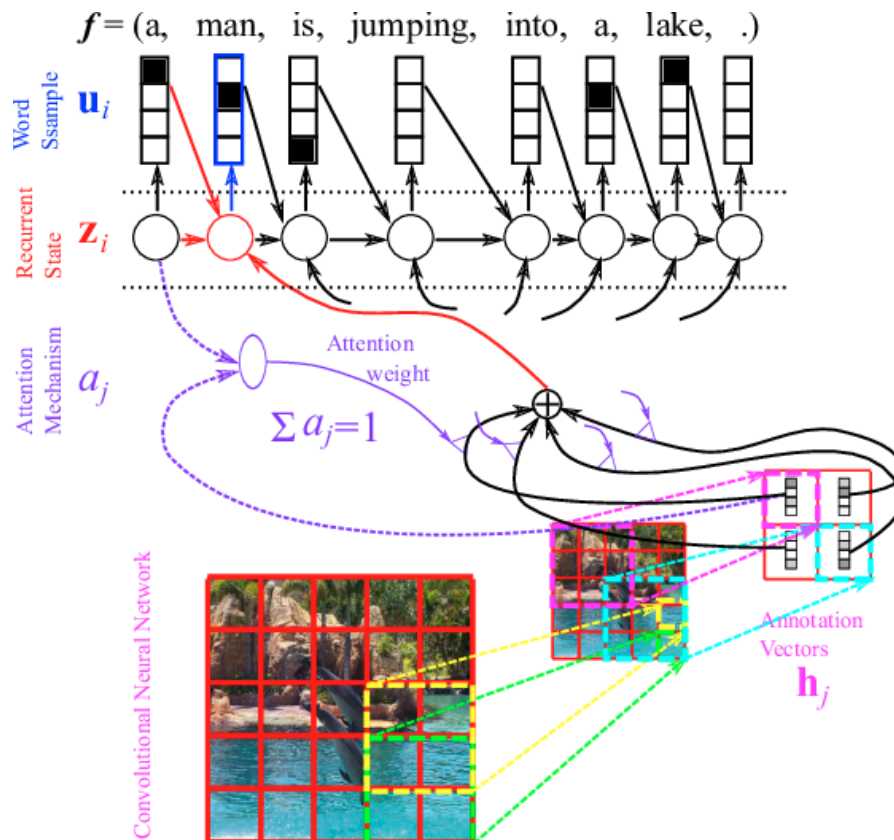 f = (a, man, is, jumping, into, a, lake, .)
Word
Ssample
u_i
Recurrent
State
z_i
Attention
Mechanism
a_j
Attention
weight
Σ a_j=1
Convolutional Neural Network
Annotation
Vectors
h_j